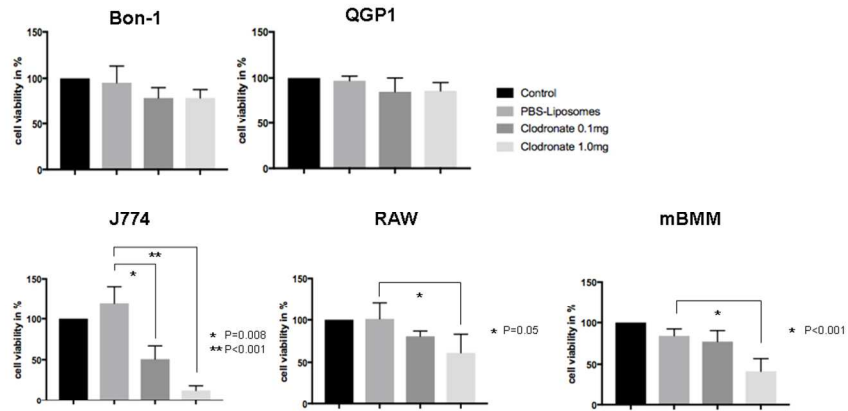 Bon-1
QGP1
cell viability in %
150
100
50
0
cell viability in %
150
100
50
0
Control
PBS-Liposomes
Clodronate 0.1mg
Clodronate 1.0mg
J774
RAW
mBMM
cell viability in %
150
100
50
0
**
*
* P=0.008
** P<0.001
cell viability in %
150
100
50
0
*
* P=0.05
cell viability in %
150
100
50
0
*
* P<0.001